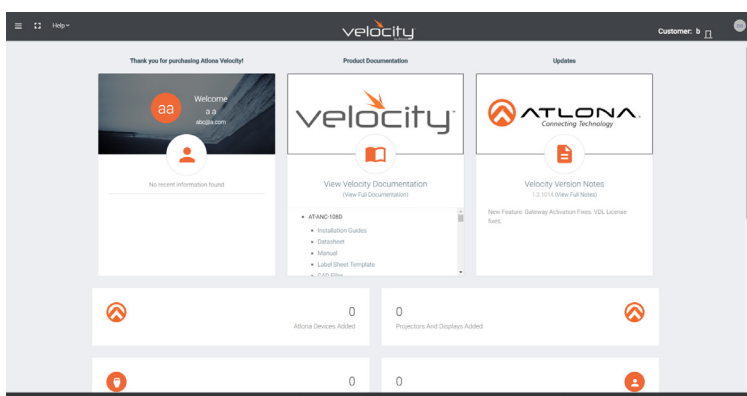 Help
velocity
Customer: b
aa
Thank you for purchasing Atlona Velocity!
Product Documentation
Updates
aa
Welcome
a a
abc@a.com
No recent information found
velocity
View Velocity Documentation
(View Full Documentation)
AT-ANC-108D
Installation Guides
Datasheet
Manual
Label Sheet Template
CAD Files
ATLONA.
Connecting Technology
Velocity Version Notes
1.2.1014 (View Full Notes)
New Feature: Gateway Activation Fixes. VDL License
fixes.
0
Atlona Devices Added
0
Projectors And Displays Added
0
0